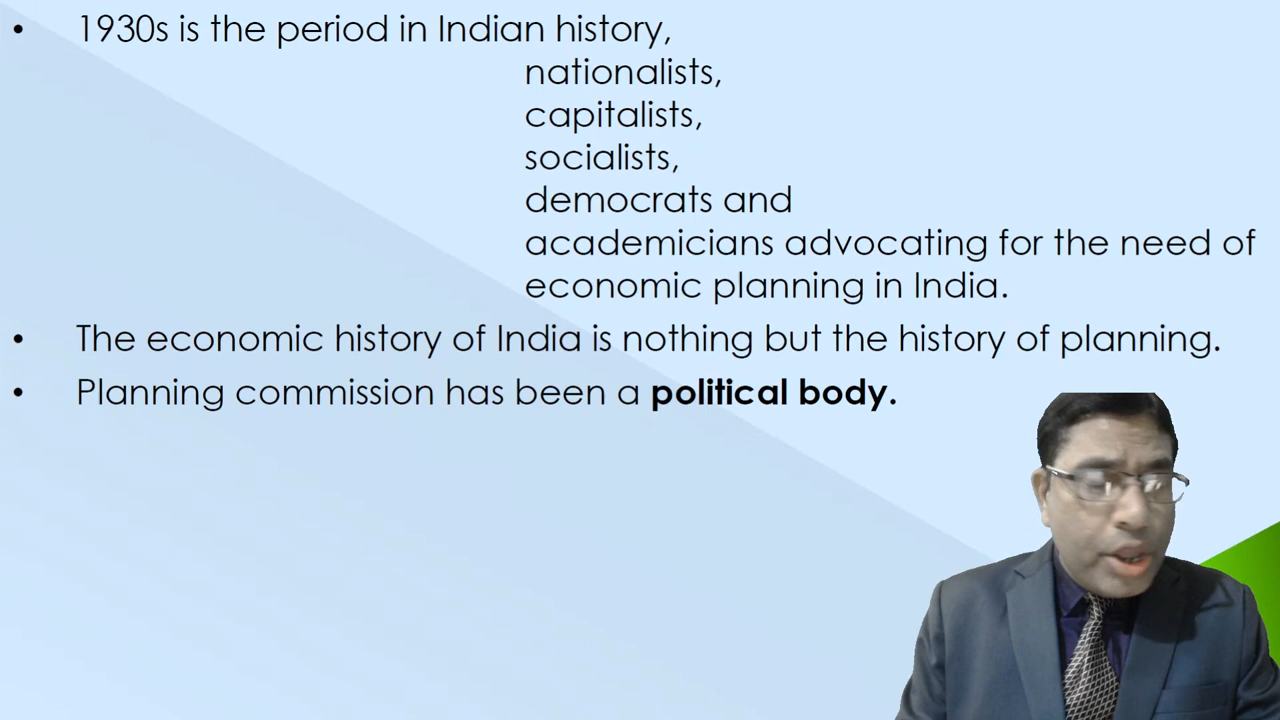 • 1930s is the period in Indian history,
nationalists,
capitalists,
socialists,
democrats and
academicians advocating for the need of
economic planning in India.
• The economic history of India is nothing but the history of planning.
• Planning commission has been a political body.